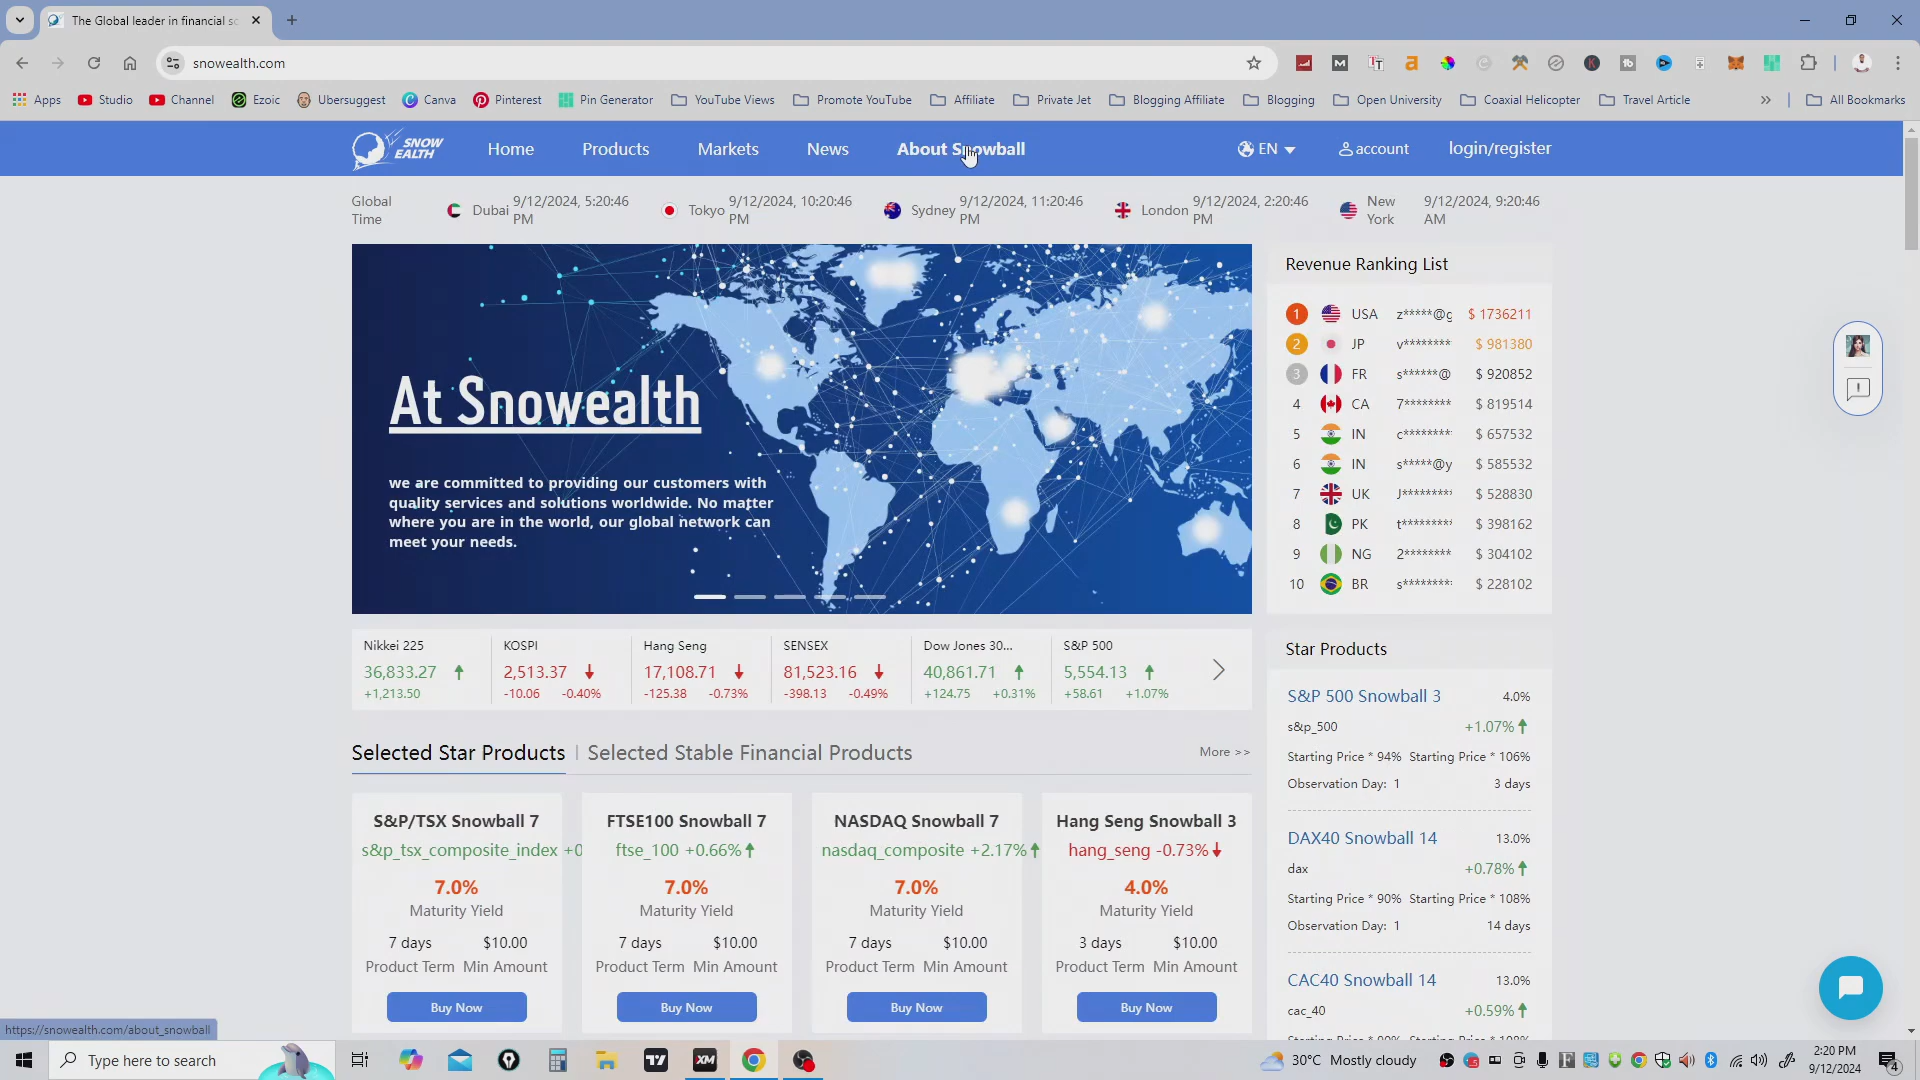 The Global leader in financial sc
snowealth.com
Apps Studio Channel Ezoic Ubersuggest Canva Pinterest Pin Generator YouTube Views Promote YouTube Affiliate Private Jet Blogging Affiliate Blogging Open University Coaxial Helicopter Travel Article » All Bookmarks
SNOW
EALTH
Home Products Markets News About Snowball EN account login/register
Global
Time
Dubai 9/12/2024, 5:20:46
PM
Tokyo 9/12/2024, 10:20:46
PM
Sydney 9/12/2024, 11:20:46
PM
London 9/12/2024, 2:20:46
PM
New
York
9/12/2024, 9:20:46
AM
At Snowealth
we are committed to providing our customers with
quality services and solutions worldwide. No matter
where you are in the world, our global network can
meet your needs.
Revenue Ranking List
1 USA z*****@g $ 1736211
2 JP v******** $ 981380
3 FR s******@ $ 920852
4 CA 7******** $ 819514
5 IN c******** $ 657532
6 IN s*****@y $ 585532
7 UK J******** $ 528830
8 PK t******** $ 398162
9 NG 2******** $ 304102
10 BR s******** $ 228102
Nikkei 225 KOSPI Hang Seng SENSEX Dow Jones 30... S&P 500
36,833.27 2,513.37 17,108.71 81,523.16 40,861.71 5,554.13
+1,213.50 -10.06 -0.40% -125.38 -0.73% -398.13 -0.49% +124.75 +0.31% +58.61 +1.07%
Selected Star Products | Selected Stable Financial Products More >>
S&P/TSX Snowball 7
s&p_tsx_composite_index +0
7.0%
Maturity Yield
7 days $10.00
Product Term Min Amount
Buy Now
FTSE100 Snowball 7
ftse_100 +0.66%
7.0%
Maturity Yield
7 days $10.00
Product Term Min Amount
Buy Now
NASDAQ Snowball 7
nasdaq_composite +2.17%
7.0%
Maturity Yield
7 days $10.00
Product Term Min Amount
Buy Now
Hang Seng Snowball 3
hang_seng -0.73%
4.0%
Maturity Yield
3 days $10.00
Product Term Min Amount
Buy Now
Star Products
S&P 500 Snowball 3 4.0%
s&p_500 +1.07%
Starting Price * 94% Starting Price * 106%
Observation Day: 1 3 days
DAX40 Snowball 14 13.0%
dax +0.78%
Starting Price * 90% Starting Price * 108%
Observation Day: 1 14 days
CAC40 Snowball 14 13.0%
cac_40 +0.59%
https://snowealth.com/about_snowball
Type here to search
30°C Mostly cloudy
2:20 PM
9/12/2024
4